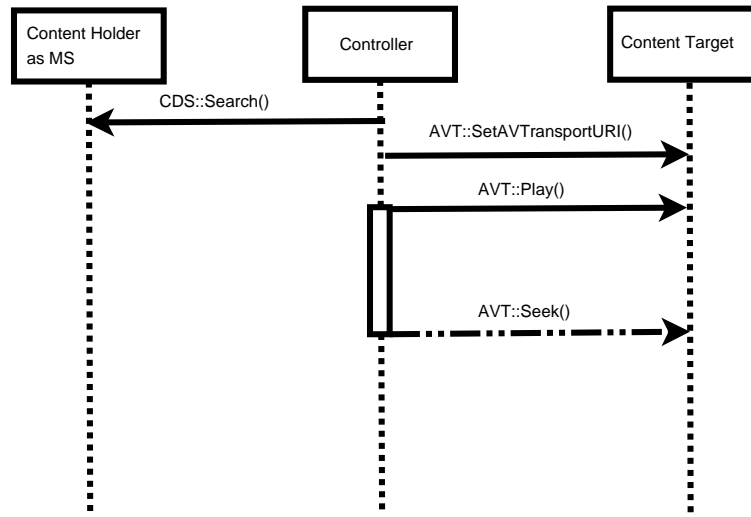 Content Holder
as MS
Controller
Content Target
CDS::Search()
AVT::SetAVTransportURI()
AVT::Play()
AVT::Seek()